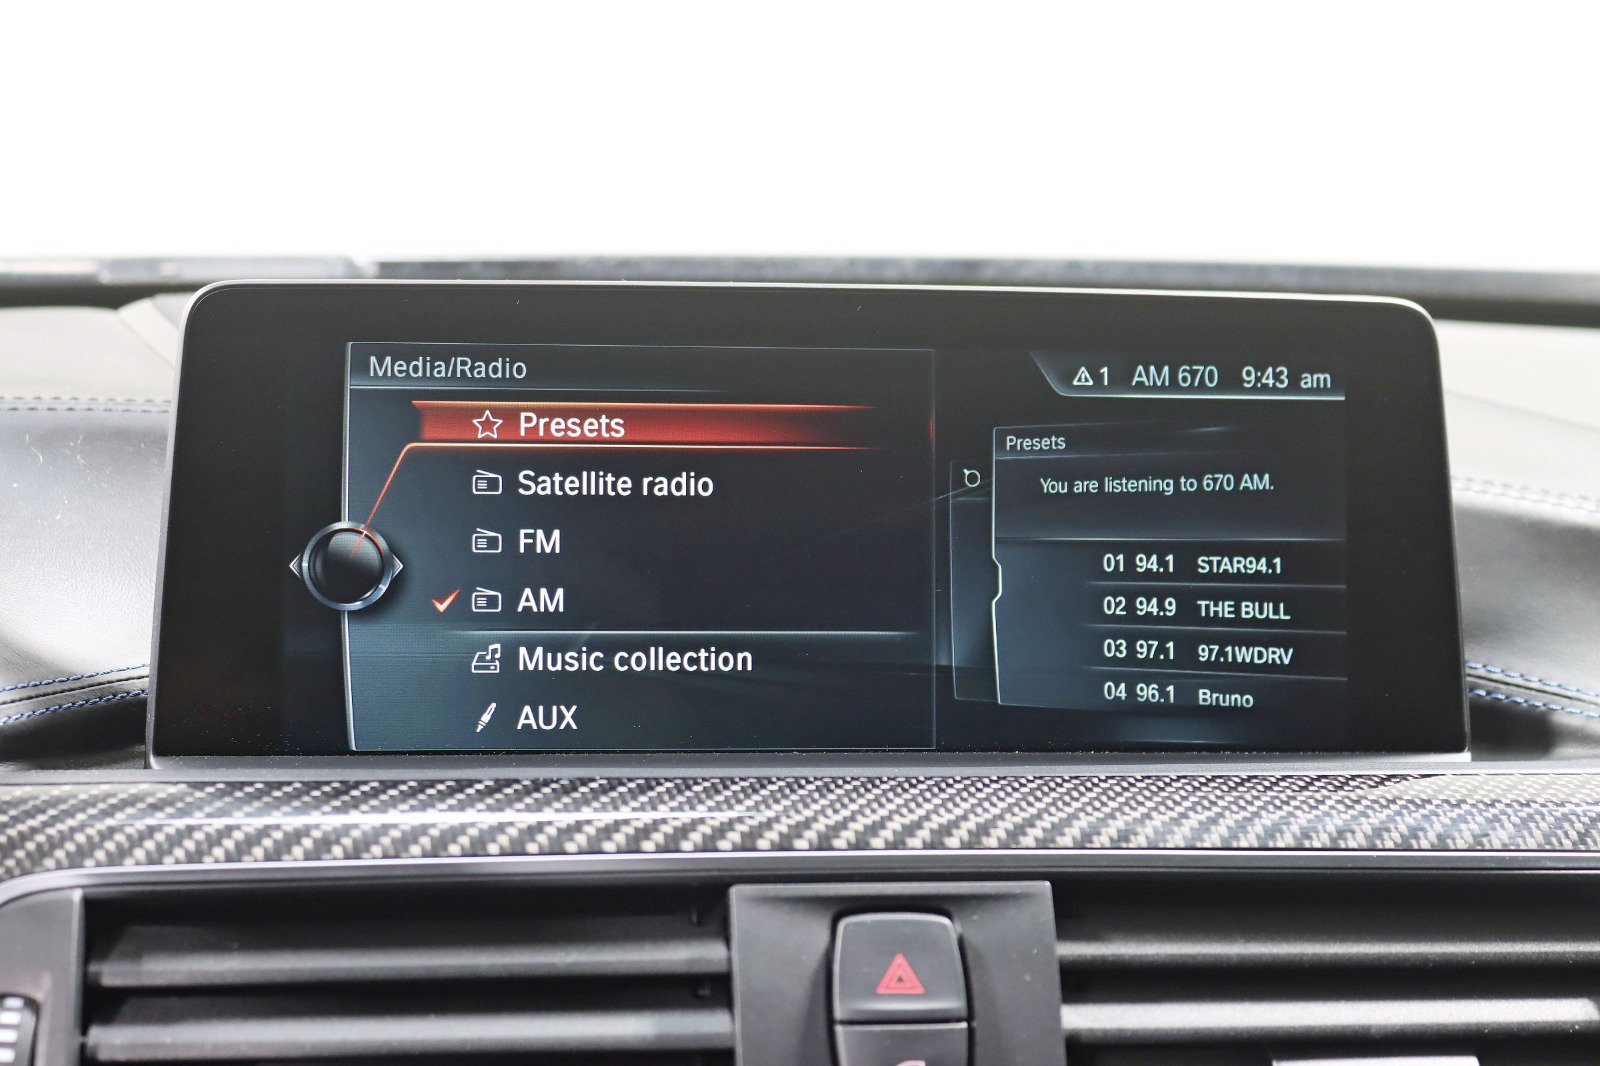 Media/Radio
Presets
Satellite radio
FM
AM
Music collection
AUX
1 AM 670 9:43 am
Presets
You are listening to 670 AM.
01 94.1 STAR94.1
02 94.9 THE BULL
03 97.1 97.1WDRV
04 96.1 Bruno